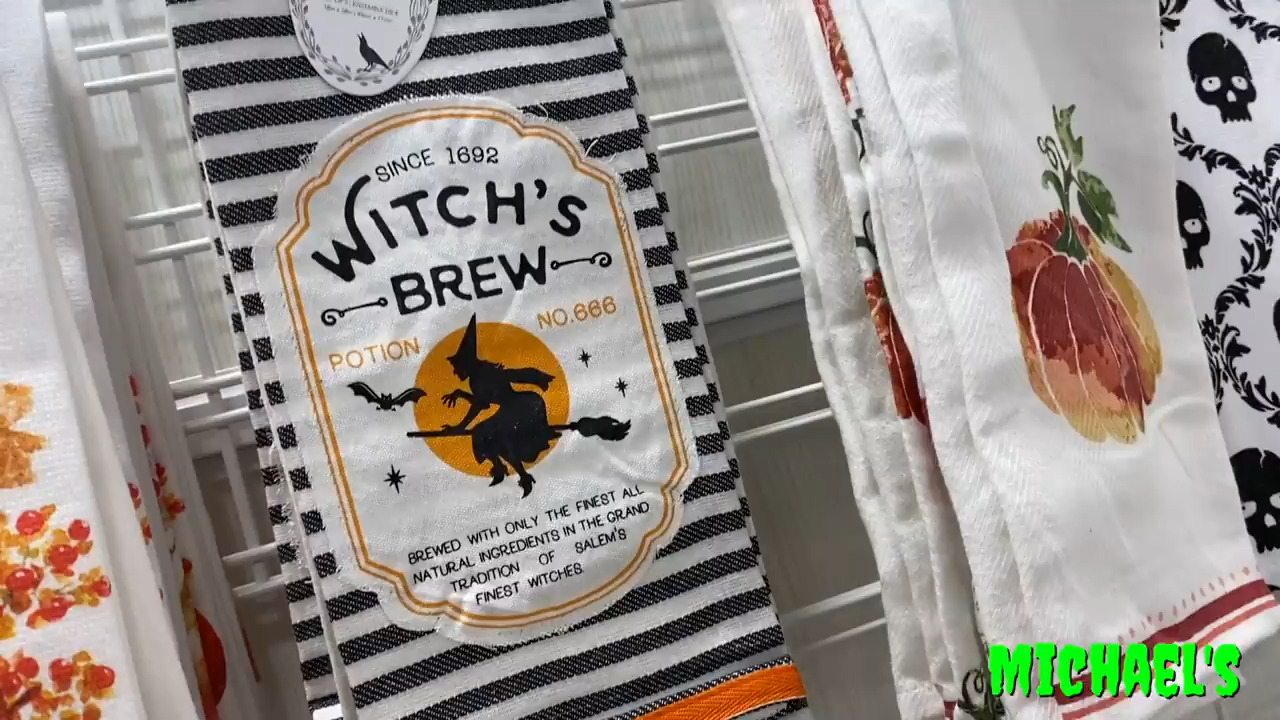 SINCE 1692
WITCH'S
BREW
POTION NO.666
BREWED WITH ONLY THE FINEST ALL
NATURAL INGREDIENTS IN THE GRAND
TRADITION OF SALEM'S
FINEST WITCHES
MICHAEL'S